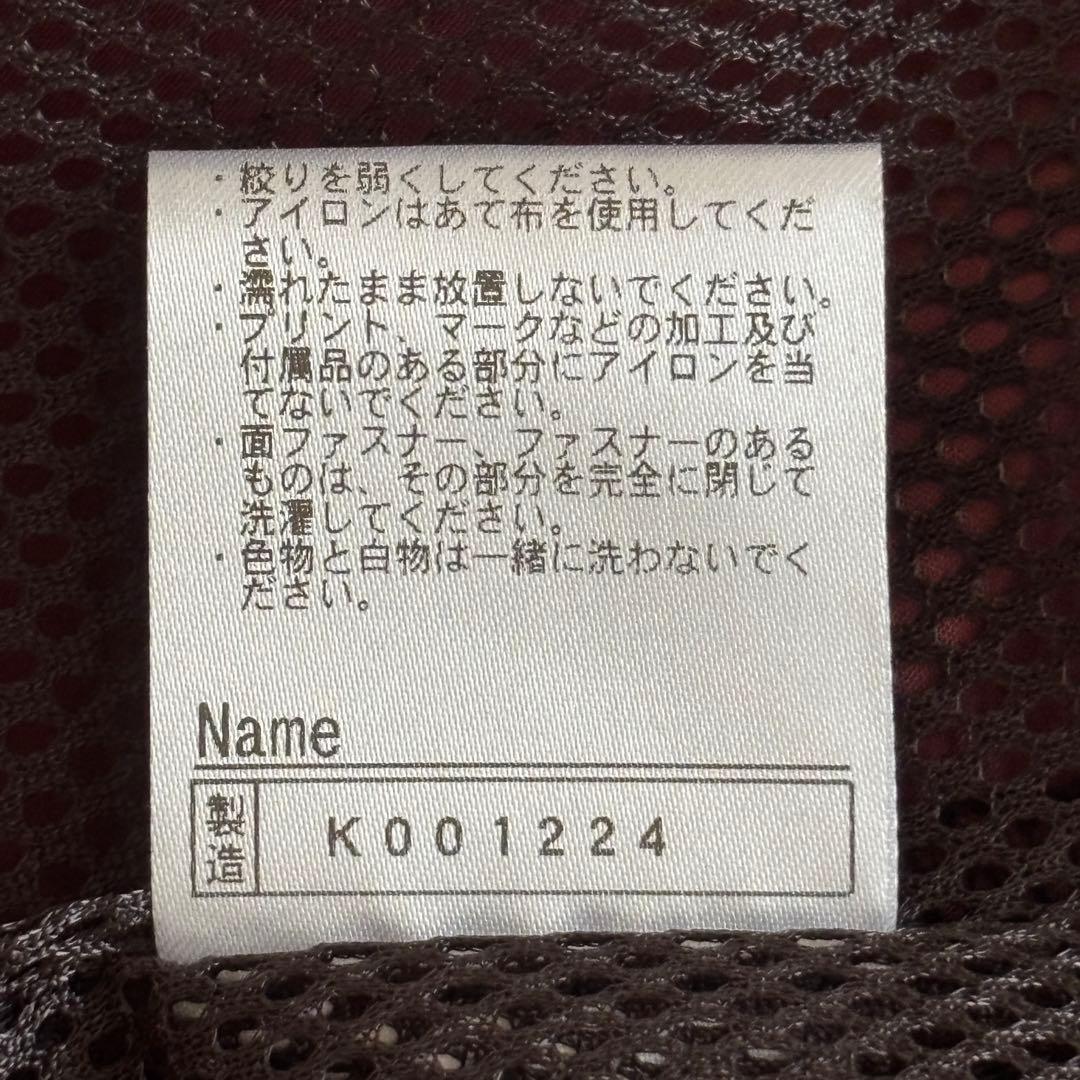 ・絞りを弱くしてください。
・アイロンはあて布を使用してくだ
さい。
・濡れたまま放置しないでください。
・プリント、マークなどの加工及び
付属品のある部分にアイロンを当
てないでください。
・面ファスナー、ファスナーのある
ものは、その部分を完全に閉じて
洗濯してください。
・色物と白物は一緒に洗わないでく
ださい。
Name
製造 K001224